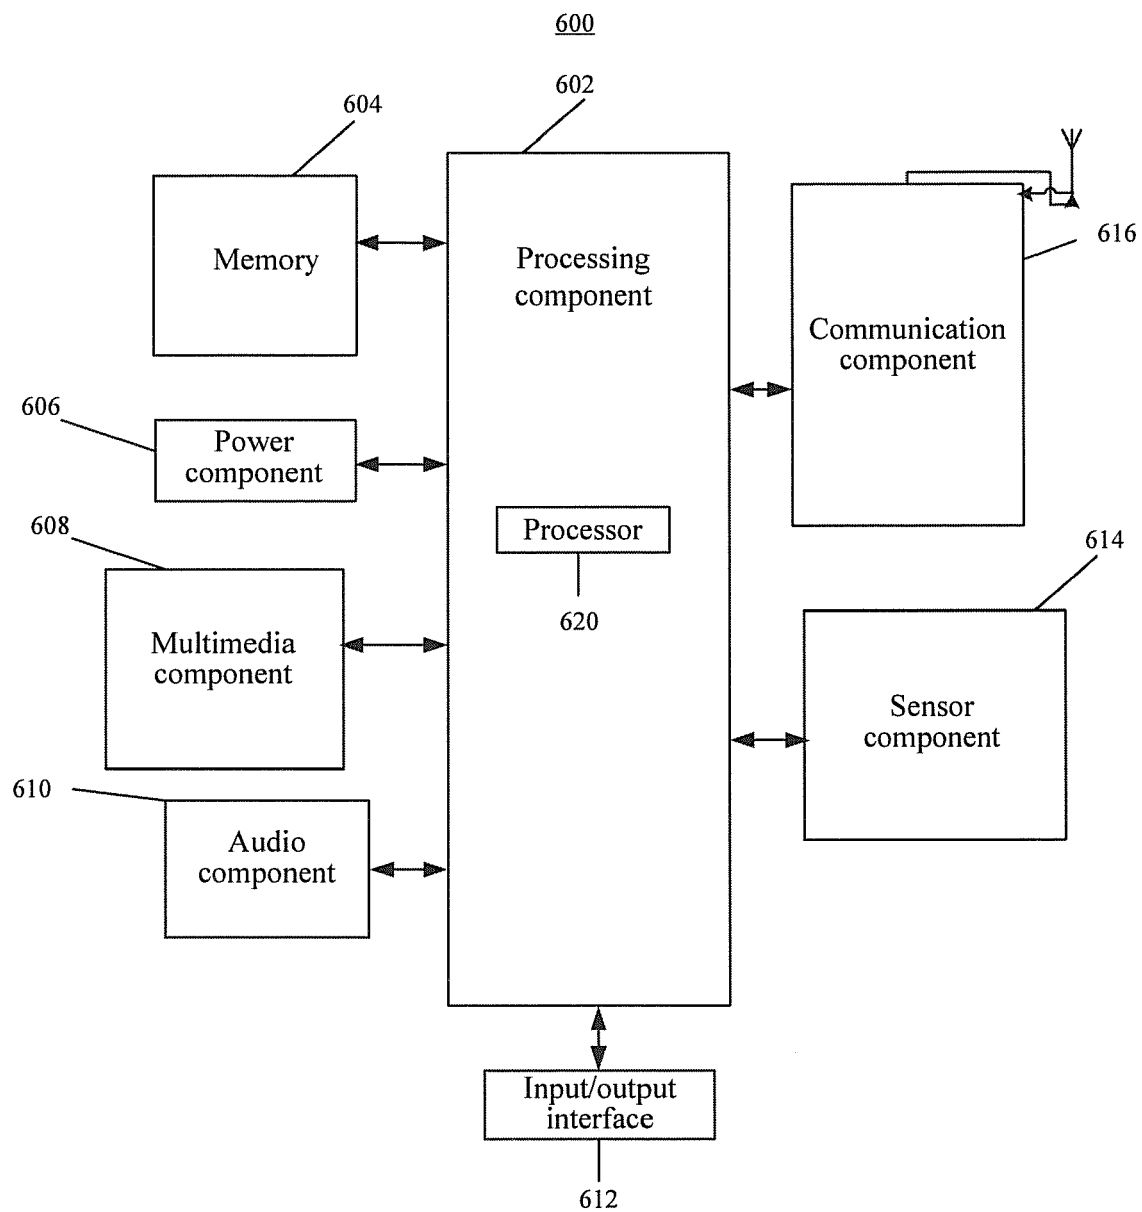 600
602
604
Memory
Processing
component
616
Communication
component
606
Power
component
608
Processor
620
614
Multimedia
component
Sensor
component
610
Audio
component
Input/output
interface
612